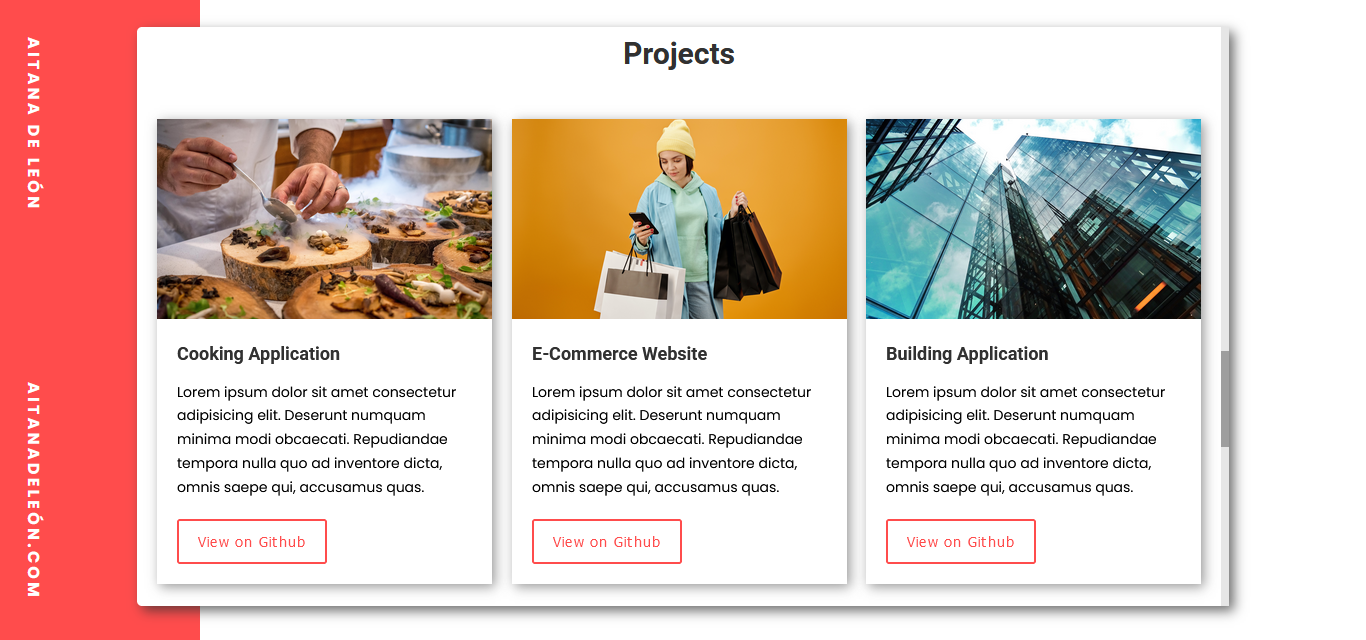 AITANA DE LEÓN
AITANADELEÓN.COM
Projects
Cooking Application
Lorem ipsum dolor sit amet consectetur
adipisicing elit. Deserunt numquam
minima modi obcaecati. Repudiandae
tempora nulla quo ad inventore dicta,
omnis saepe qui, accusamus quas.
View on Github
E-Commerce Website
Lorem ipsum dolor sit amet consectetur
adipisicing elit. Deserunt numquam
minima modi obcaecati. Repudiandae
tempora nulla quo ad inventore dicta,
omnis saepe qui, accusamus quas.
View on Github
Building Application
Lorem ipsum dolor sit amet consectetur
adipisicing elit. Deserunt numquam
minima modi obcaecati. Repudiandae
tempora nulla quo ad inventore dicta,
omnis saepe qui, accusamus quas.
View on Github